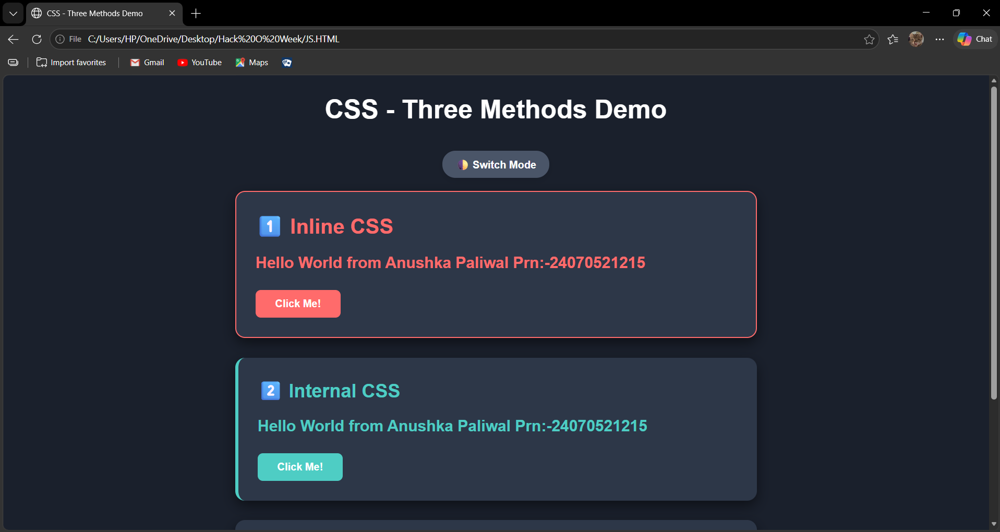 CSS - Three Methods Demo
File C:/Users/HP/OneDrive/Desktop/Hack%20O%20Week/JS.HTML
Chat
Import favorites
Gmail
YouTube
Maps
CSS - Three Methods Demo
🌓 Switch Mode
1️⃣ Inline CSS
Hello World from Anushka Paliwal Prn:-24070521215
Click Me!
2️⃣ Internal CSS
Hello World from Anushka Paliwal Prn:-24070521215
Click Me!